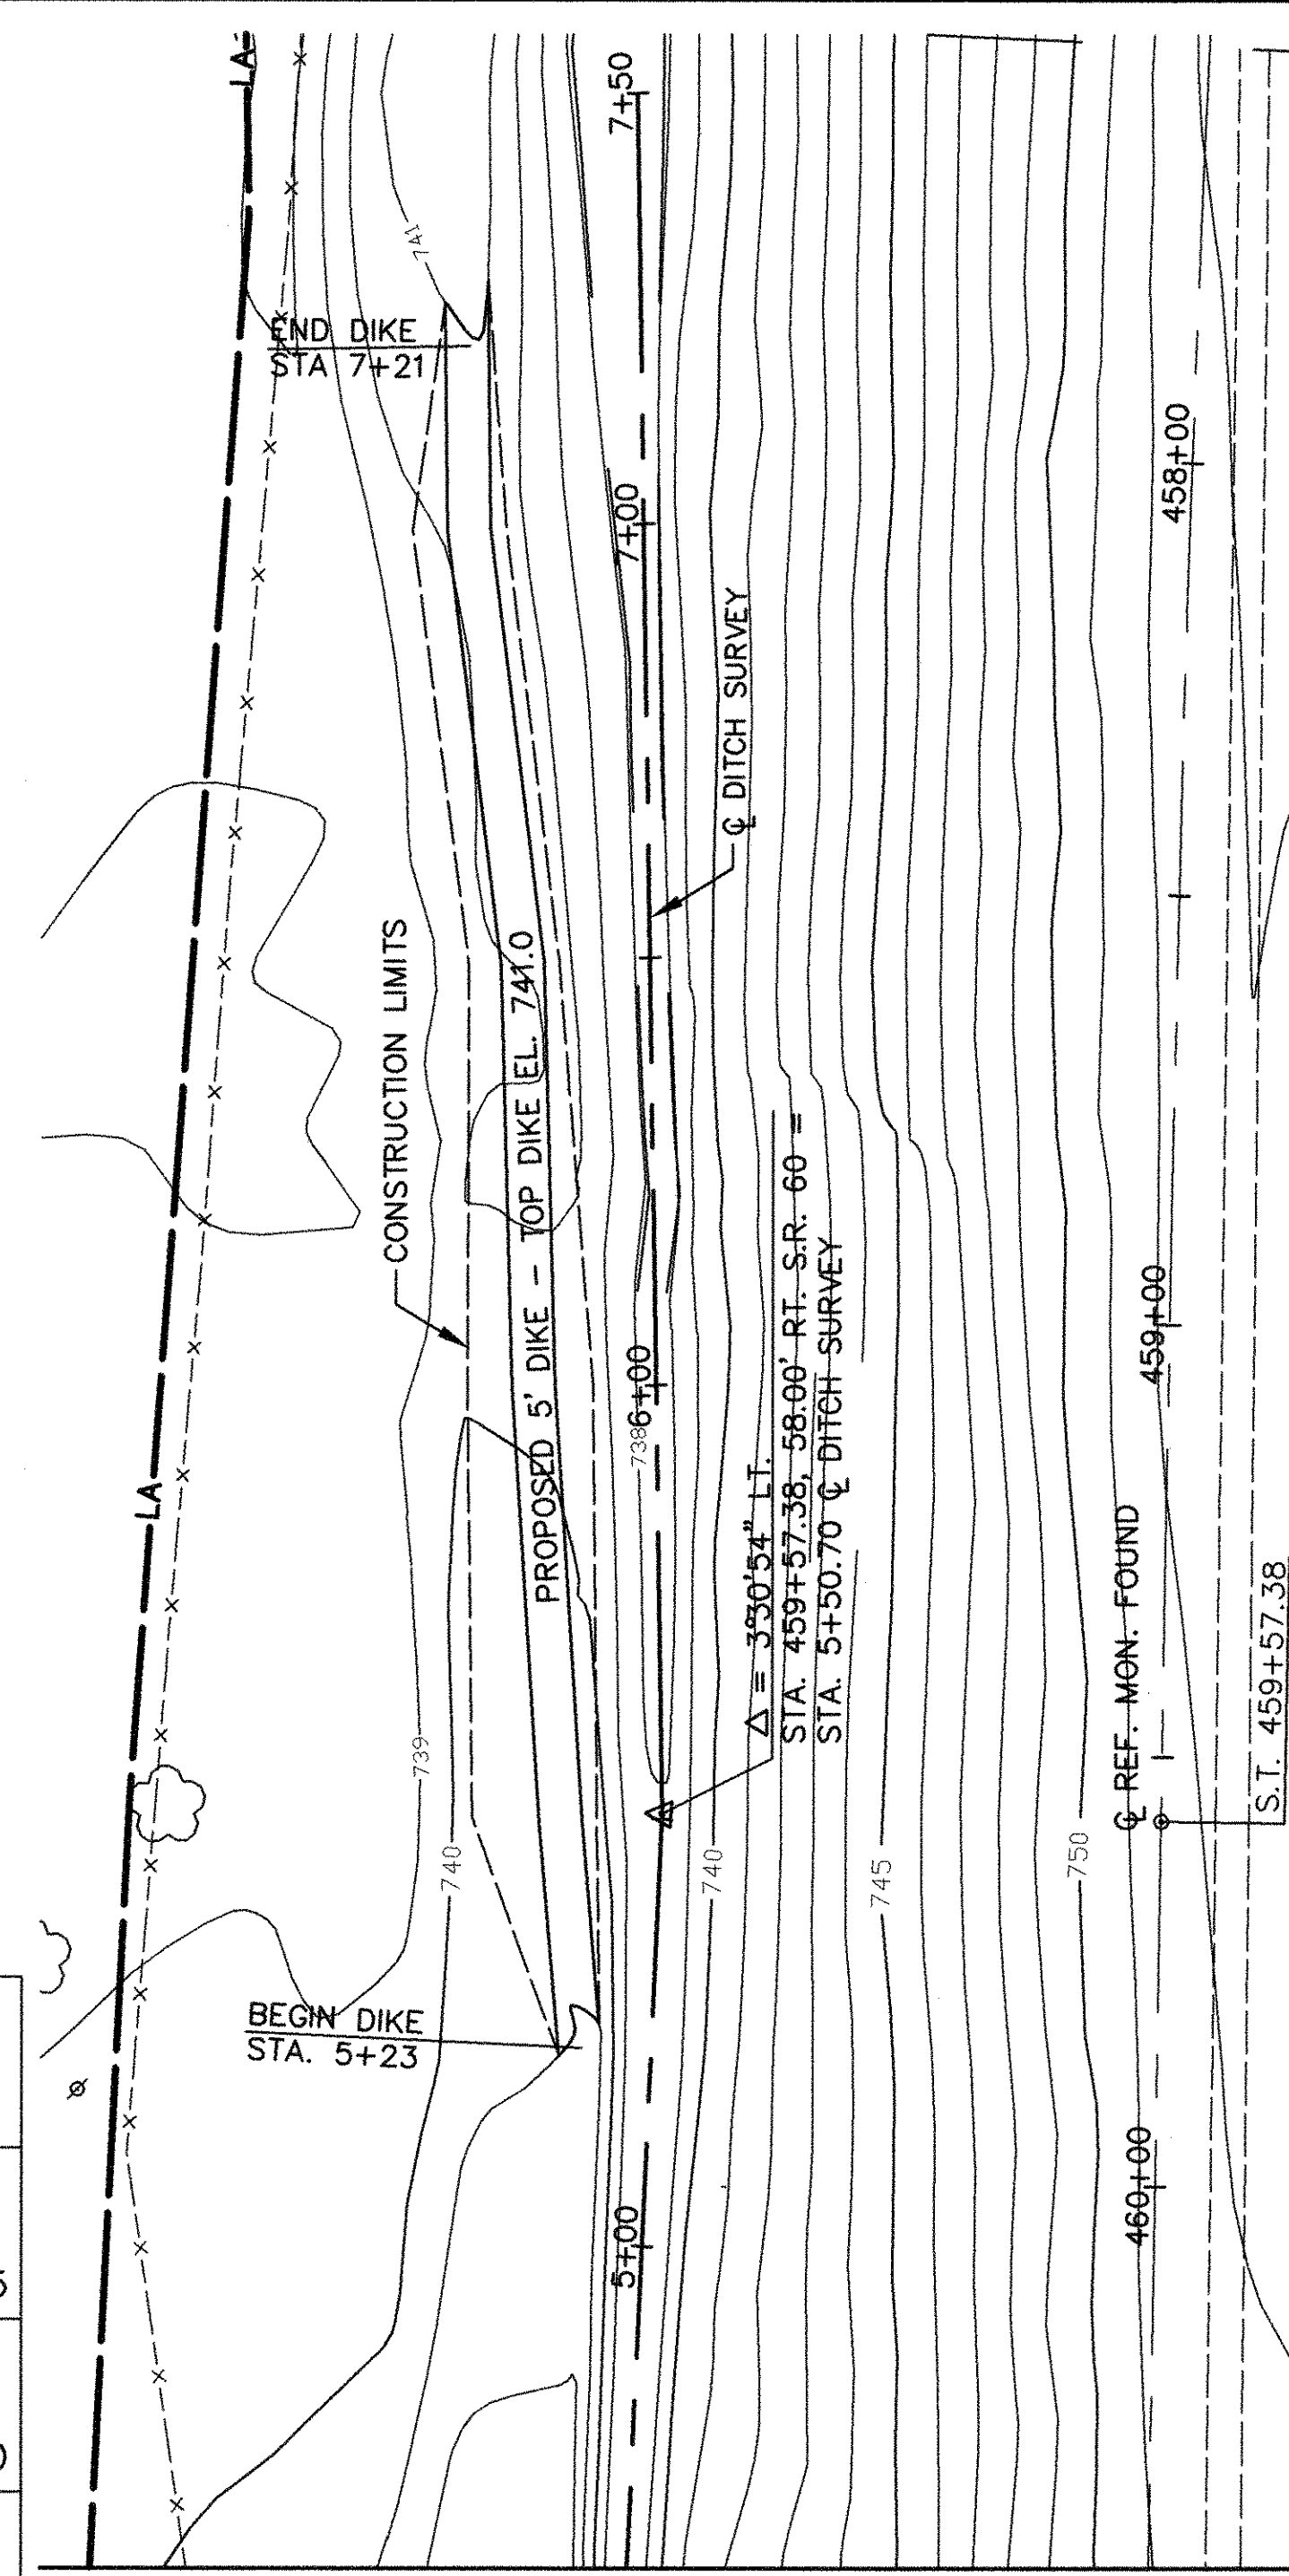 LA
LA
END DIKE
STA 7+21
741
7+50
7+00
458+00
℄ DITCH SURVEY
CONSTRUCTION LIMITS
PROPOSED 5' DIKE - TOP DIKE EL. 741.0
738
6+00
459+00
Δ = 3°30'54" LT.
STA. 459+57.38, 58.00' RT. S.R. 60 =
STA. 5+50.70 ℄ DITCH SURVEY
℄ REF. MON. FOUND
S.T. 459+57.38
739
740
740
745
750
BEGIN DIKE
STA. 5+23
5+00
460+00